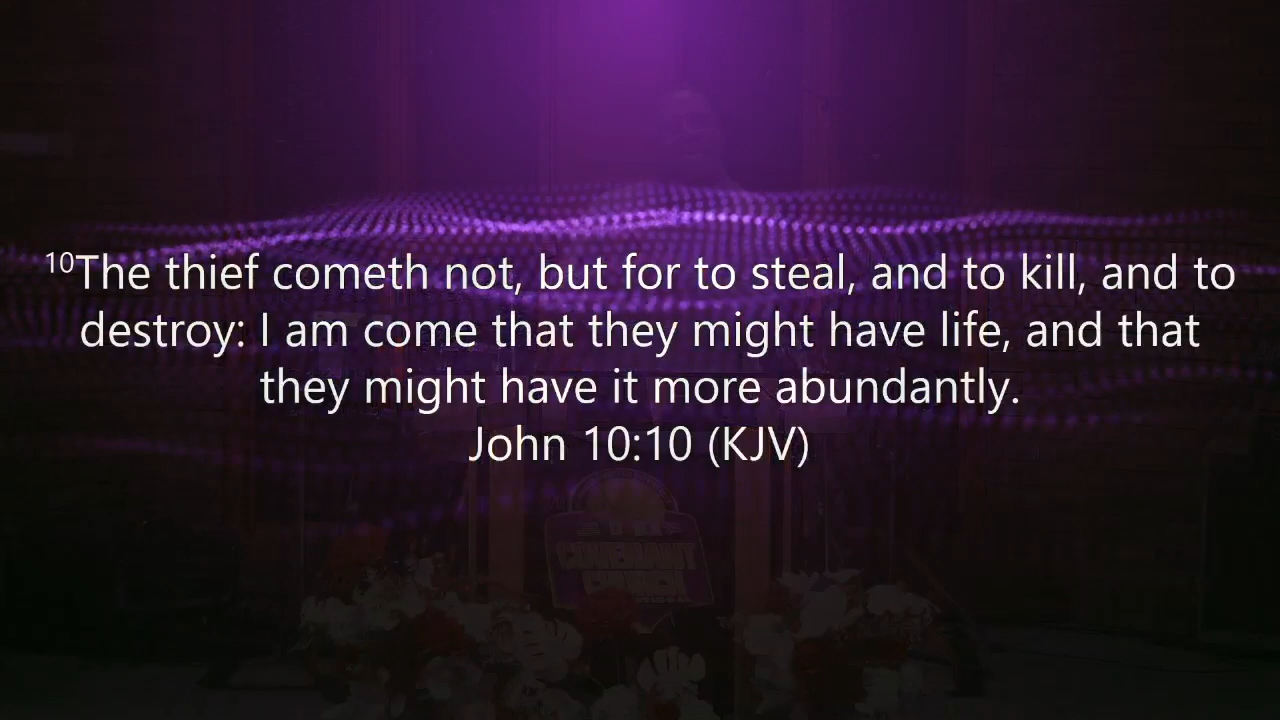 10The thief cometh not, but for to steal, and to kill, and to
destroy: I am come that they might have life, and that
they might have it more abundantly.
John 10:10 (KJV)
COVENANT